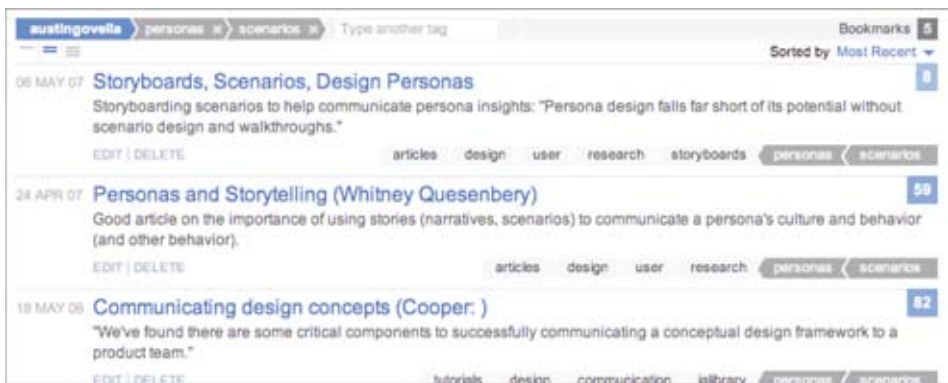 austingovella personas x scenarios x Type another tag Bookmarks 5
Sorted by Most Recent
06 MAY 07 Storyboards, Scenarios, Design Personas 8
Storyboarding scenarios to help communicate persona insights: "Persona design falls far short of its potential without
scenario design and walkthroughs."
EDIT | DELETE articles design user research storyboards personas scenarios
24 APR 07 Personas and Storytelling (Whitney Quesenbery) 59
Good article on the importance of using stories (narratives, scenarios) to communicate a persona's culture and behavior
(and other behavior).
EDIT | DELETE articles design user research personas scenarios
18 MAY 06 Communicating design concepts (Cooper: ) 82
"We've found there are some critical components to successfully communicating a conceptual design framework to a
product team."
EDIT | DELETE tutorials design communication personas scenarios